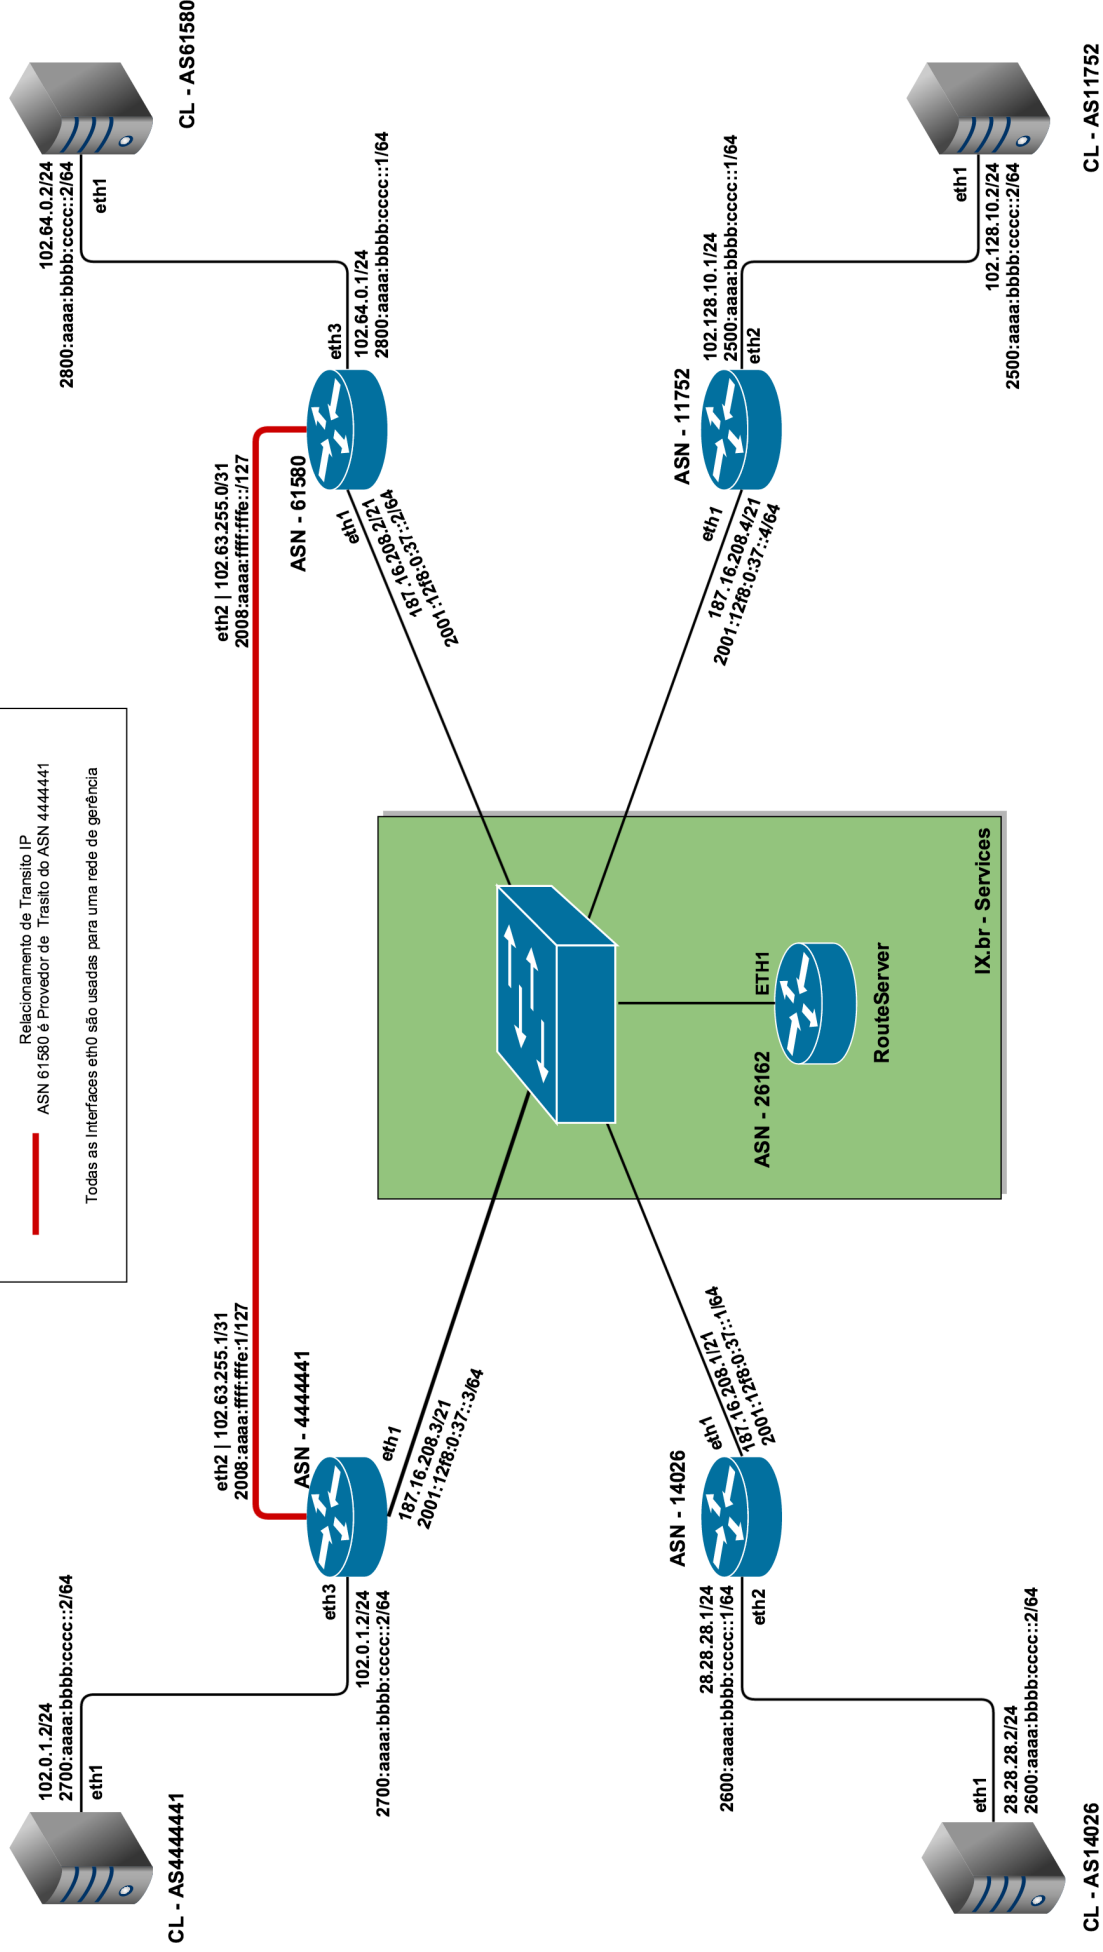 Relacionamento de Transito IP
ASN 61580 é Provedor de Trasito do ASN 4444441
Todas as Interfaces eth0 são usadas para uma rede de gerência
102.0.1.2/24
2700:aaaa:bbbb:cccc::2/64
eth1
CL - AS4444441
102.64.0.2/24
2800:aaaa:bbbb:cccc::2/64
eth1
CL - AS61580
eth2 | 102.63.255.1/31
2008:aaaa:ffff:fffe:1/127
ASN - 4444441
eth2 | 102.63.255.0/31
2008:aaaa:ffff:fffe::/127
ASN - 61580
eth3
102.0.1.2/24
2700:aaaa:bbbb:cccc::2/64
eth1
187.16.208.3/21
2001:12f8:0:37::3/64
eth1
187.16.208.2/21
2001:12f8:0:37::2/64
eth3
102.64.0.1/24
2800:aaaa:bbbb:cccc::1/64
ASN - 14026
28.28.28.1/24
2600:aaaa:bbbb:cccc::1/64
eth2
eth1
187.16.208.1/21
2001:12f8:0:37::1/64
ASN - 26162
ETH1
RouteServer
IX.br - Services
ASN - 11752
eth1
187.16.208.4/21
2001:12f8:0:37::4/64
102.128.10.1/24
2500:aaaa:bbbb:cccc::1/64
eth2
eth1
28.28.28.2/24
2600:aaaa:bbbb:cccc::2/64
CL - AS14026
eth1
102.128.10.2/24
2500:aaaa:bbbb:cccc::2/64
CL - AS11752